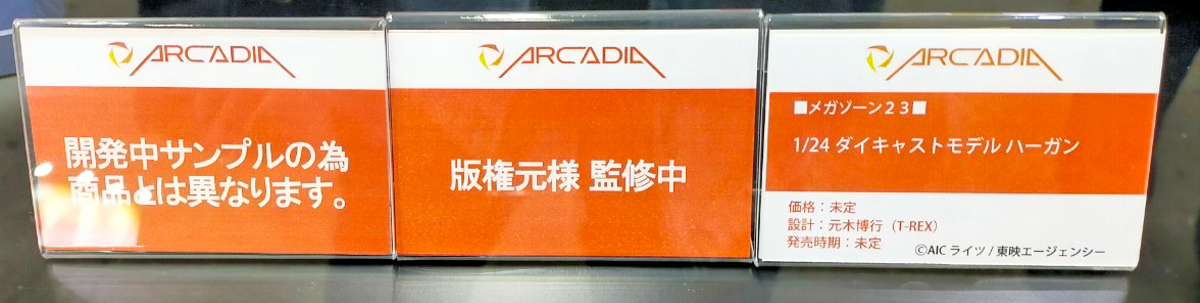 ARCADIA
開発中サンプルの為
商品とは異なります。
ARCADIA
版権元様 監修中
ARCADIA
■メガゾーン２３■
1/24 ダイキャストモデル ハーガン
価格：未定
設計：元木博行（T-REX）
発売時期：未定
©AIC ライツ / 東映エージェンシー